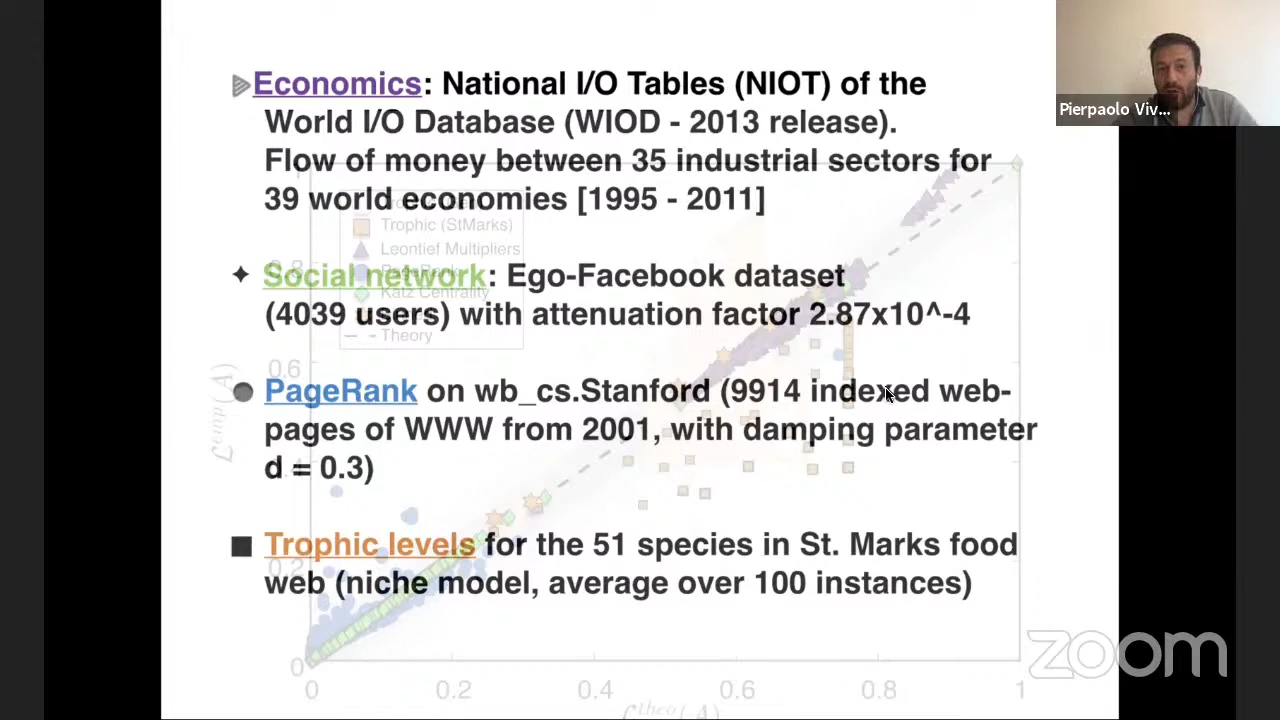 Economics: National I/O Tables (NIOT) of the
World I/O Database (WIOD - 2013 release).
Flow of money between 35 industrial sectors for
39 world economies [1995 - 2011]
Social network: Ego-Facebook dataset
(4039 users) with attenuation factor 2.87x10^-4
PageRank on wb_cs.Stanford (9914 indexed web-
pages of WWW from 2001, with damping parameter
d = 0.3)
Trophic levels for the 51 species in St. Marks food
web (niche model, average over 100 instances)
Trophic (StMarks)
Leontief Multipliers
PageRank
Katz Centrality
Theory
0.8
0.6
0.2
0
0 0.2 0.4 0.6 0.8 1
Pierpaolo Viv...
zoom